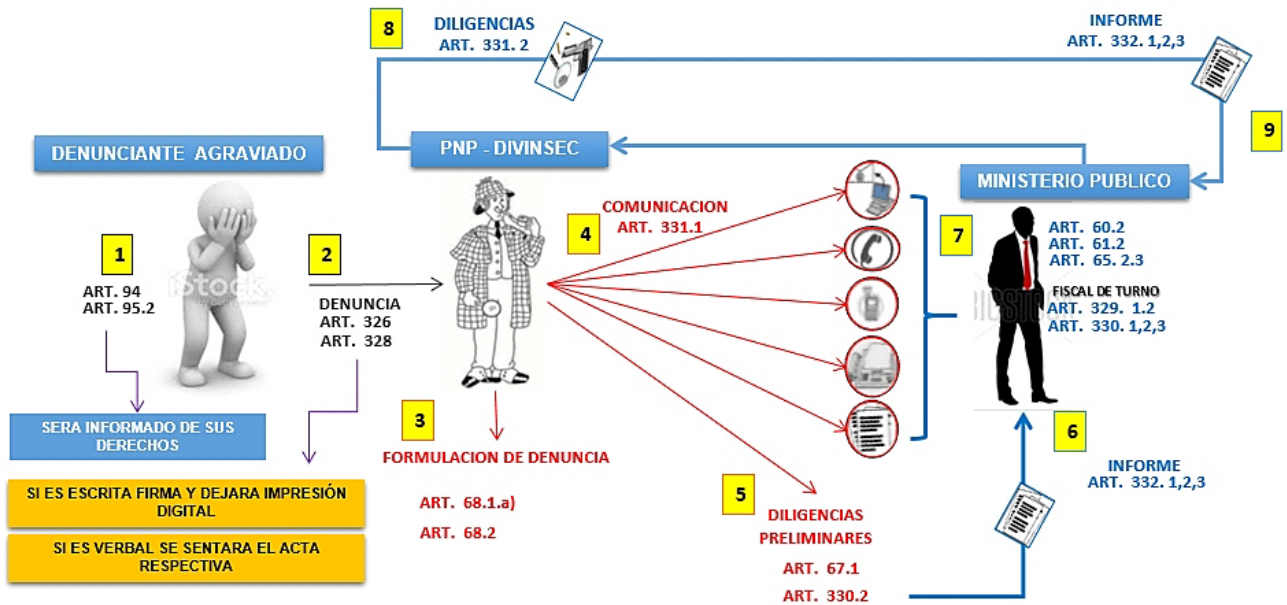 8
DILIGENCIAS
ART. 331. 2
INFORME
ART. 332. 1,2,3
9
DENUNCIANTE AGRAVIADO
PNP - DIVINSEC
MINISTERIO PUBLICO
1
ART. 94
ART. 95.2
iStock.
2
DENUNCIA
ART. 326
ART. 328
4
COMUNICACION
ART. 331.1
7
ART. 60.2
ART. 61.2
ART. 65. 2.3
FISCAL DE TURNO
ART. 329. 1.2
ART. 330. 1,2,3
SERA INFORMADO DE SUS
DERECHOS
SI ES ESCRITA FIRMA Y DEJARA IMPRESIÓN
DIGITAL
SI ES VERBAL SE SENTARA EL ACTA
RESPECTIVA
3
FORMULACION DE DENUNCIA
ART. 68.1.a)
ART. 68.2
5
DILIGENCIAS
PRELIMINARES
ART. 67.1
ART. 330.2
6
INFORME
ART. 332. 1,2,3